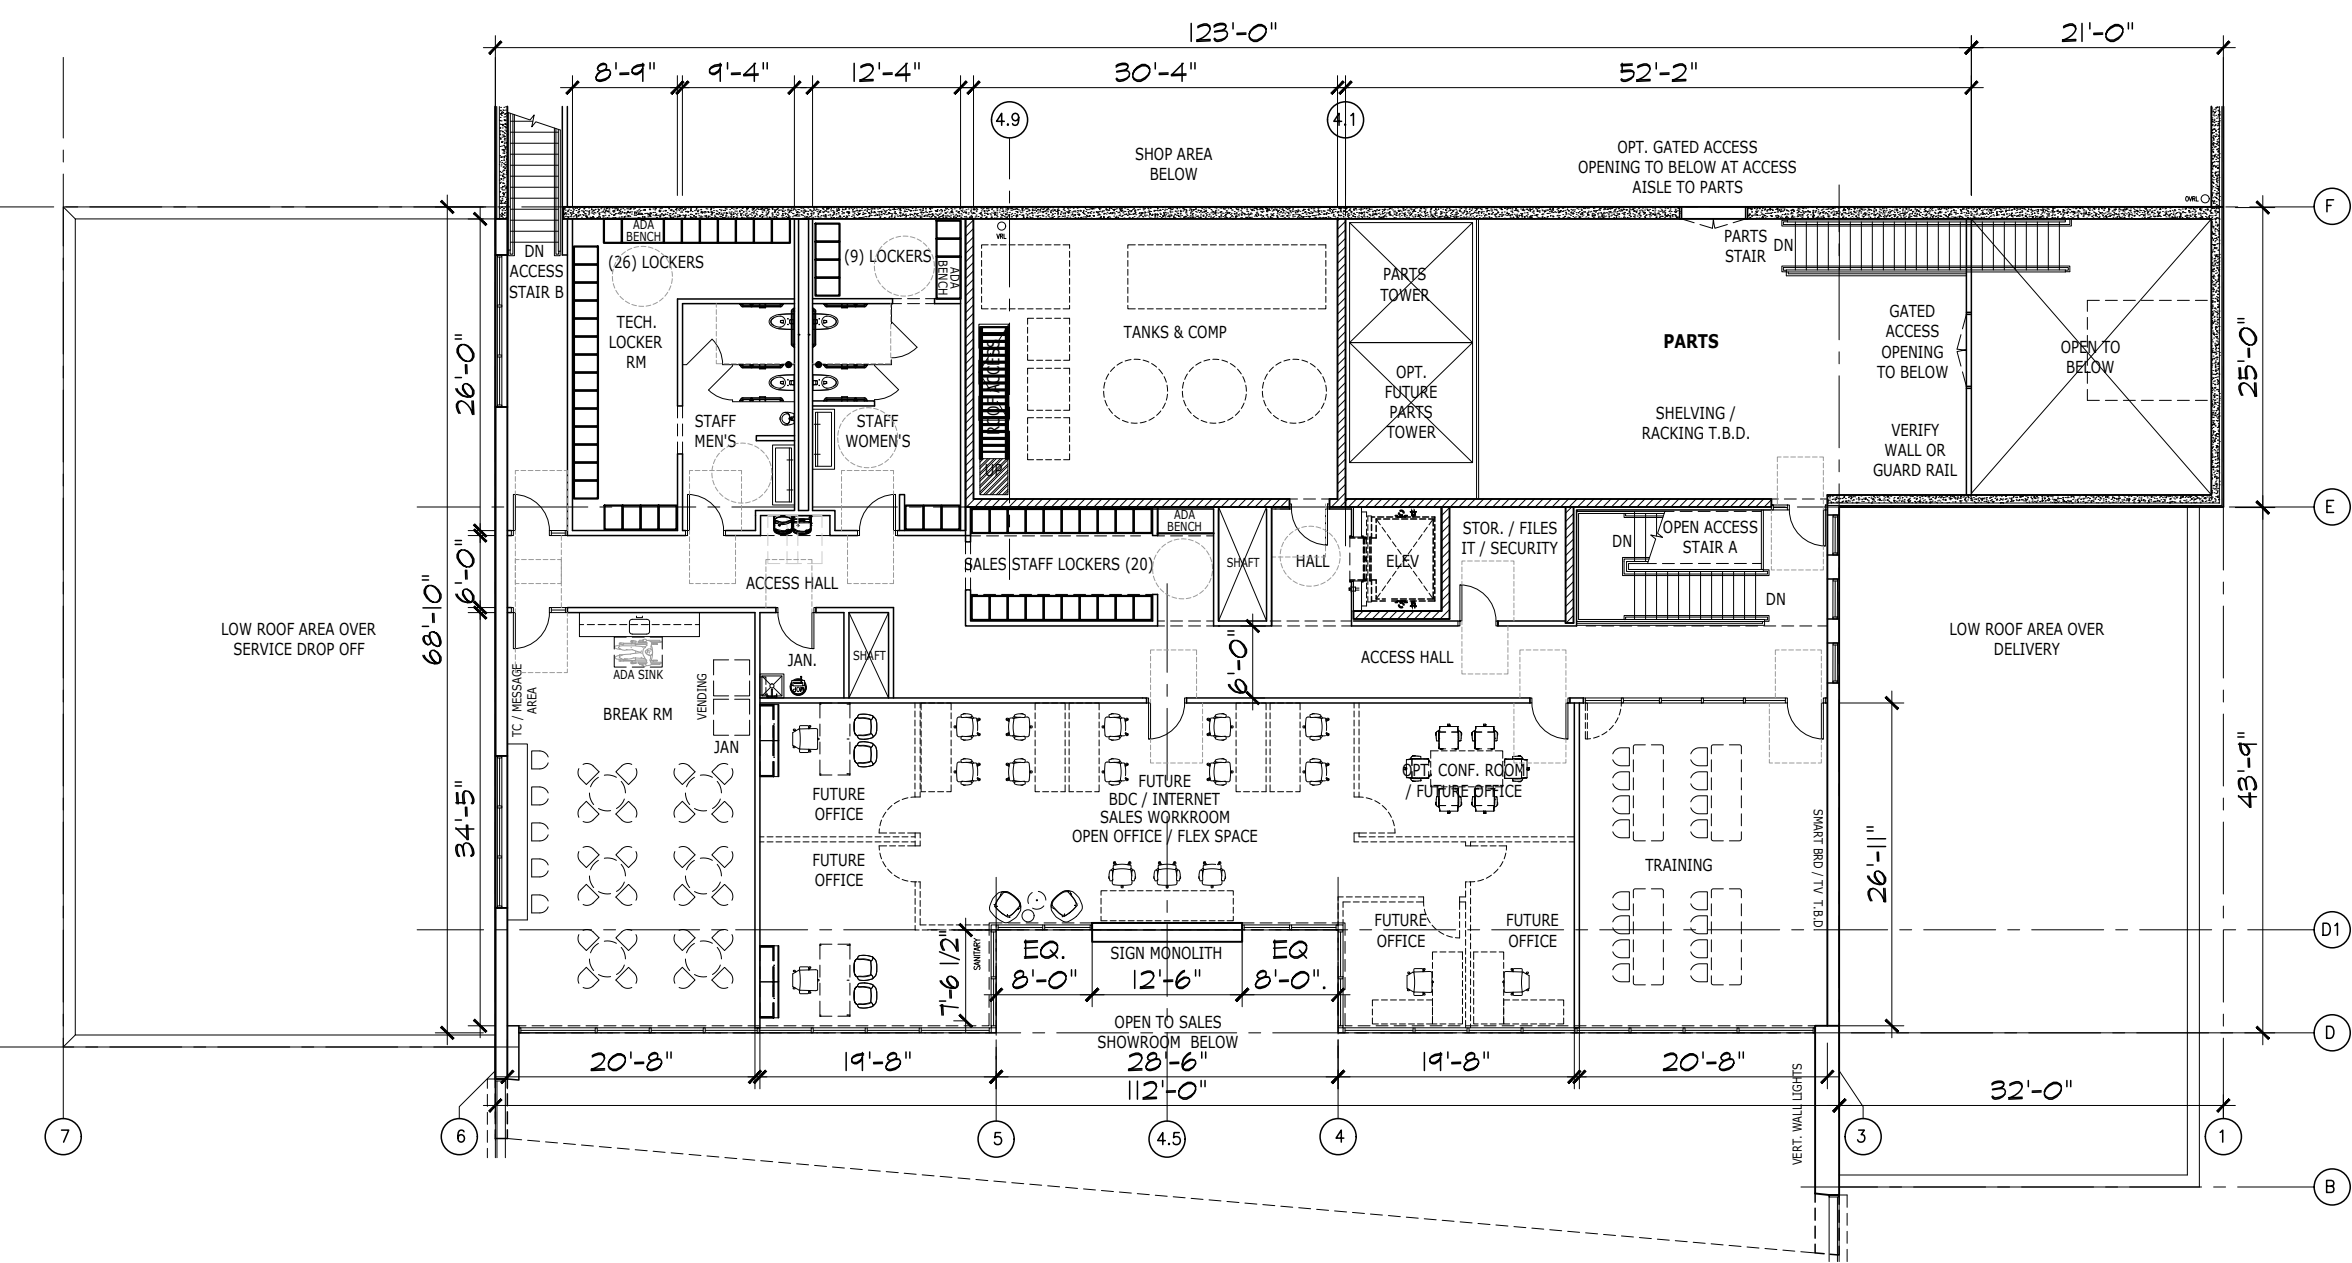 123'-0"
21'-0"
8'-9"
9'-4"
12'-4"
30'-4"
52'-2"
4.9
4.1
SHOP AREA
BELOW
OPT. GATED ACCESS
OPENING TO BELOW AT ACCESS
AISLE TO PARTS
OVRL
F
DN
ACCESS
STAIR B
ADA
BENCH
(26) LOCKERS
(9) LOCKERS
ADA
BENCH
VRL
PARTS
TOWER
PARTS
STAIR
DN
TECH.
LOCKER
RM
TANKS & COMP
PARTS
GATED
ACCESS
OPENING
TO BELOW
OPEN TO
BELOW
26'-0"
25'-0"
ROOF ACCESS
UP
OPT.
FUTURE
PARTS
TOWER
SHELVING /
RACKING T.B.D.
VERIFY
WALL OR
GUARD RAIL
STAFF
MEN'S
STAFF
WOMEN'S
E
ADA
BENCH
SALES STAFF LOCKERS (20)
SHAFT
HALL
ELEV
STOR. / FILES
IT / SECURITY
DN
OPEN ACCESS
STAIR A
DN
6'-0"
68'-10"
ACCESS HALL
LOW ROOF AREA OVER
SERVICE DROP OFF
LOW ROOF AREA OVER
DELIVERY
ADA SINK
JAN.
SHAFT
6'-0"
ACCESS HALL
TC / MESSAGE
AREA
BREAK RM
VENDING
JAN
34'-5"
43'-9"
FUTURE
OFFICE
FUTURE
BDC / INTERNET
SALES WORKROOM
OPEN OFFICE / FLEX SPACE
OPT. CONF. ROOM
/ FUTURE OFFICE
FUTURE
OFFICE
TRAINING
SMART BRD / TV T.B.D
26'-11"
FUTURE
OFFICE
FUTURE
OFFICE
D1
7'-6 1/2"
SANITARY
EQ.
8'-0"
SIGN MONOLITH
12'-6"
EQ
8'-0".
OPEN TO SALES
SHOWROOM BELOW
D
20'-8"
19'-8"
28'-6"
19'-8"
20'-8"
112'-0"
32'-0"
VERT. WALL LIGHTS
7
6
5
4.5
4
3
1
B